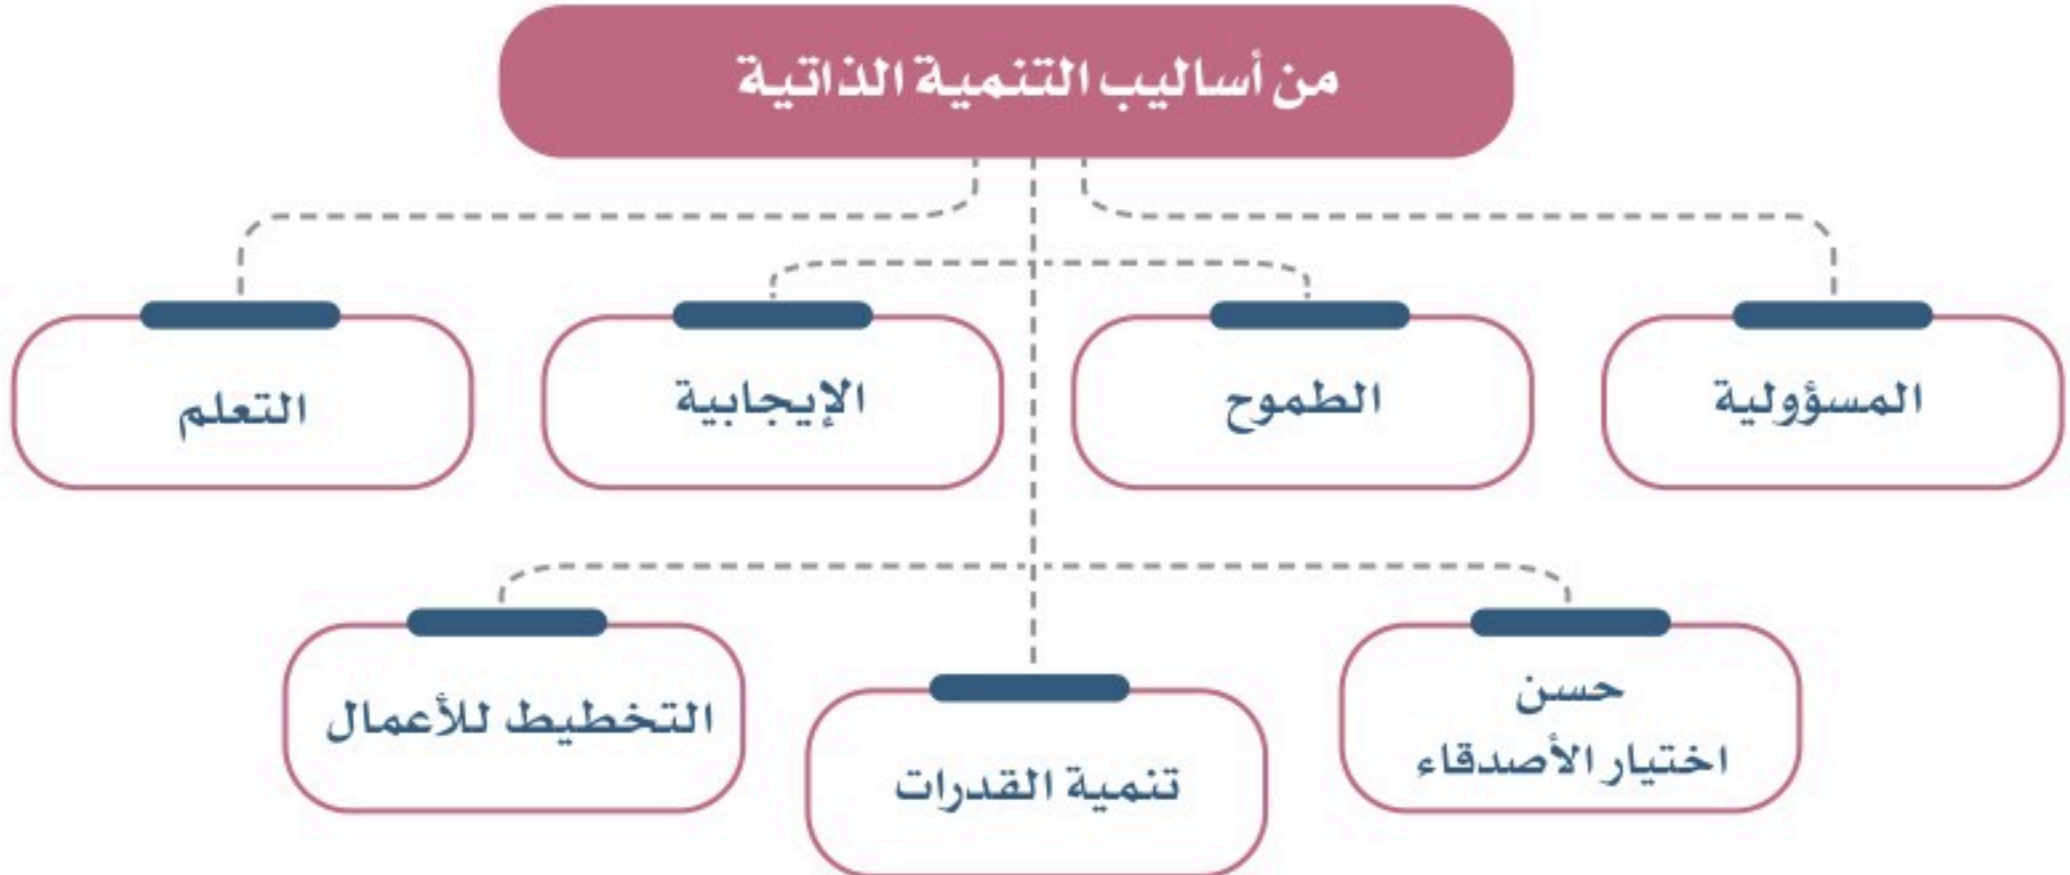 من أساليب التنمية الذاتية
المسؤولية
الطموح
الإيجابية
التعلم
حسن
اختيار الأصدقاء
تنمية القدرات
التخطيط للأعمال